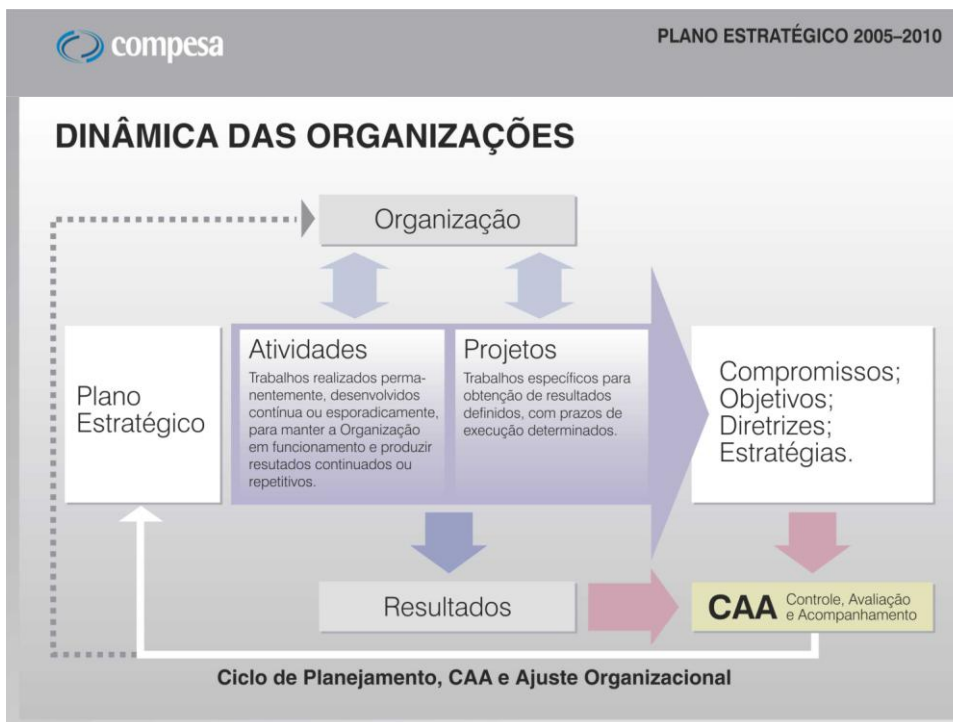 compesa
PLANO ESTRATÉGICO 2005–2010
DINÂMICA DAS ORGANIZAÇÕES
Organização
Plano
Estratégico
Atividades
Trabalhos realizados perma-
nentemente, desenvolvidos
contínua ou esporadicamente,
para manter a Organização
em funcionamento e produzir
resutados continuados ou
repetitivos.
Projetos
Trabalhos específicos para
obtenção de resultados
definidos, com prazos de
execução determinados.
Compromissos;
Objetivos;
Diretrizes;
Estratégias.
Resultados
CAA
Controle, Avaliação
e Acompanhamento
Ciclo de Planejamento, CAA e Ajuste Organizacional